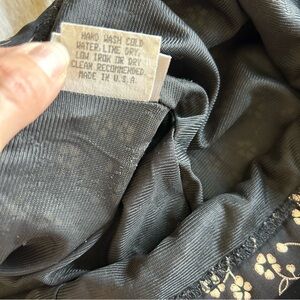 HAND WASH COLD
WATER, LINE DRY,
LOW IRON OR DRY
CLEAN RECOMMENDED.
MADE IN U.S.A.